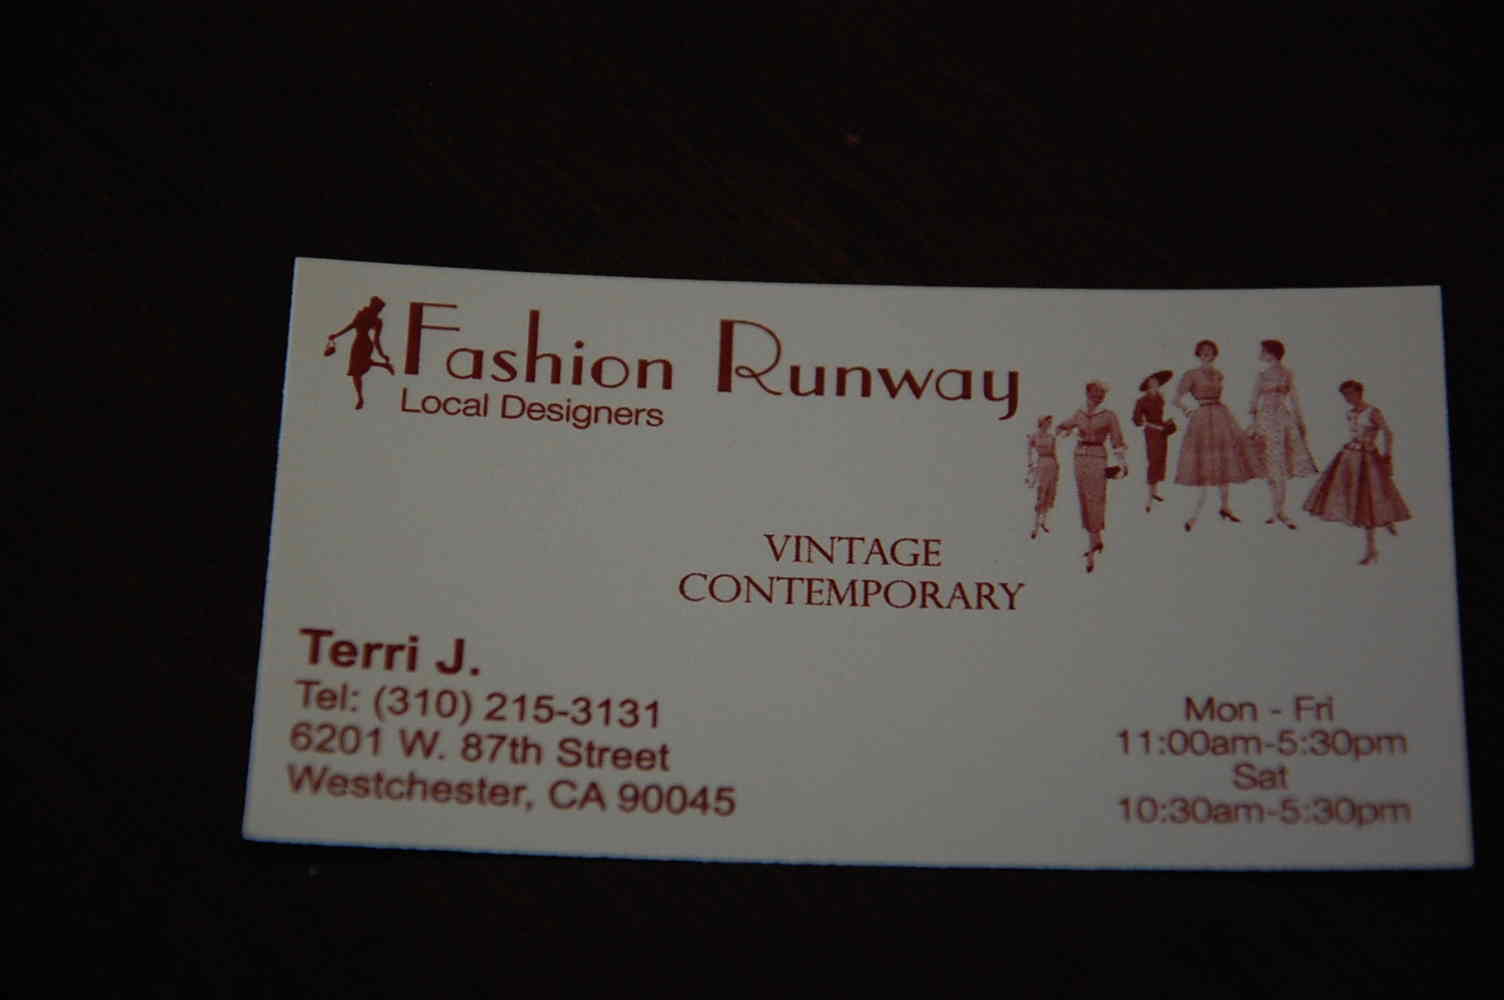 Fashion Runway
Local Designers
VINTAGE
CONTEMPORARY
Terri J.
Tel: (310) 215-3131
6201 W. 87th Street
Westchester, CA 90045
Mon - Fri
11:00am-5:30pm
Sat
10:30am-5:30pm